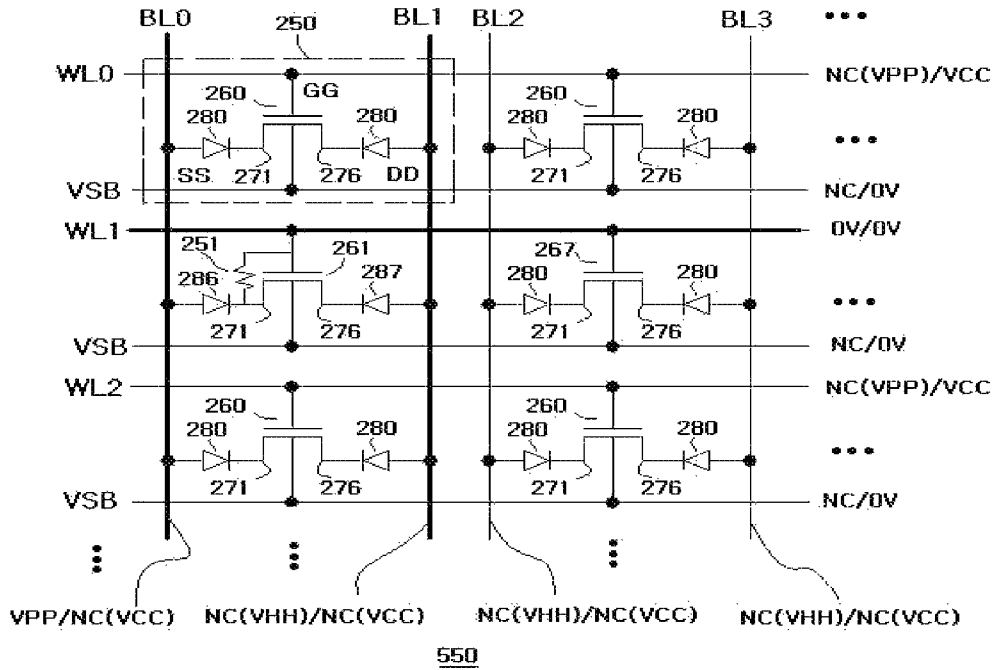 BL0 250 BL1 BL2 BL3 •••
WL0 NC(VPP)/VCC
260 GG 260
280 280 280 280 •••
SS 271 276 DD 271 276
VSB NC/0V
WL1 0V/0V
251 261 267
286 287 280 280 •••
271 276 271 276
VSB NC/0V
WL2 NC(VPP)/VCC
260 260
280 280 280 280 •••
271 276 271 276
VSB NC/0V
VPP/NC(VCC) NC(VHH)/NC(VCC) NC(VHH)/NC(VCC) NC(VHH)/NC(VCC)
550